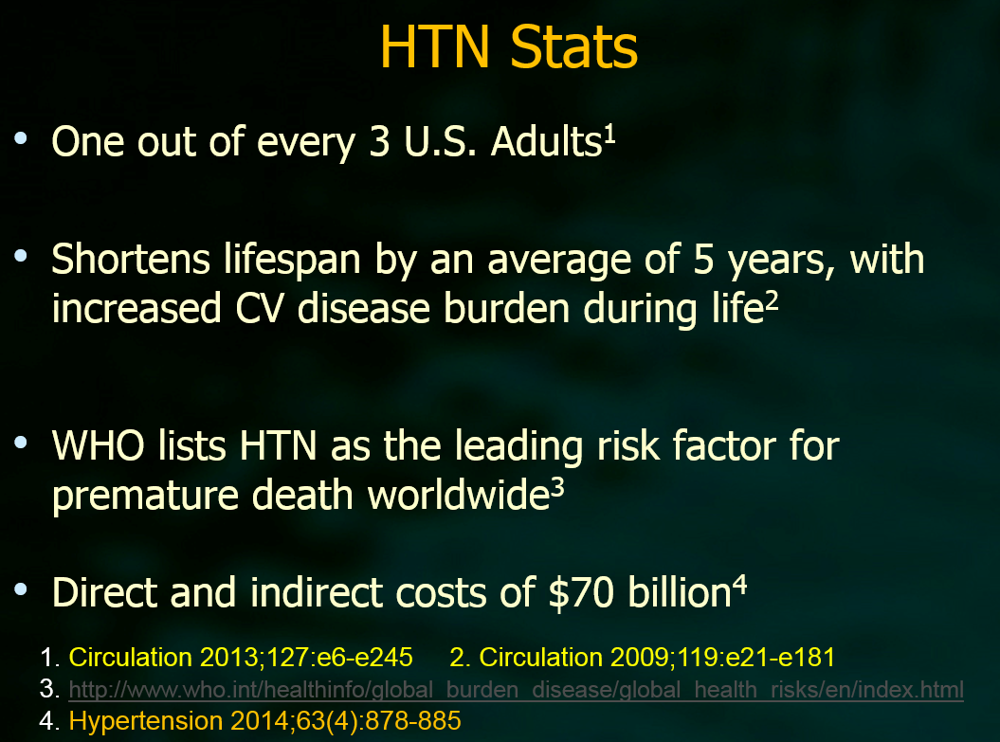 HTN Stats
• One out of every 3 U.S. Adults¹
• Shortens lifespan by an average of 5 years, with
increased CV disease burden during life²
• WHO lists HTN as the leading risk factor for
premature death worldwide³
• Direct and indirect costs of $70 billion⁴
1. Circulation 2013;127:e6-e245 2. Circulation 2009;119:e21-e181
3. http://www.who.int/healthinfo/global_burden_disease/global_health_risks/en/index.html
4. Hypertension 2014;63(4):878-885